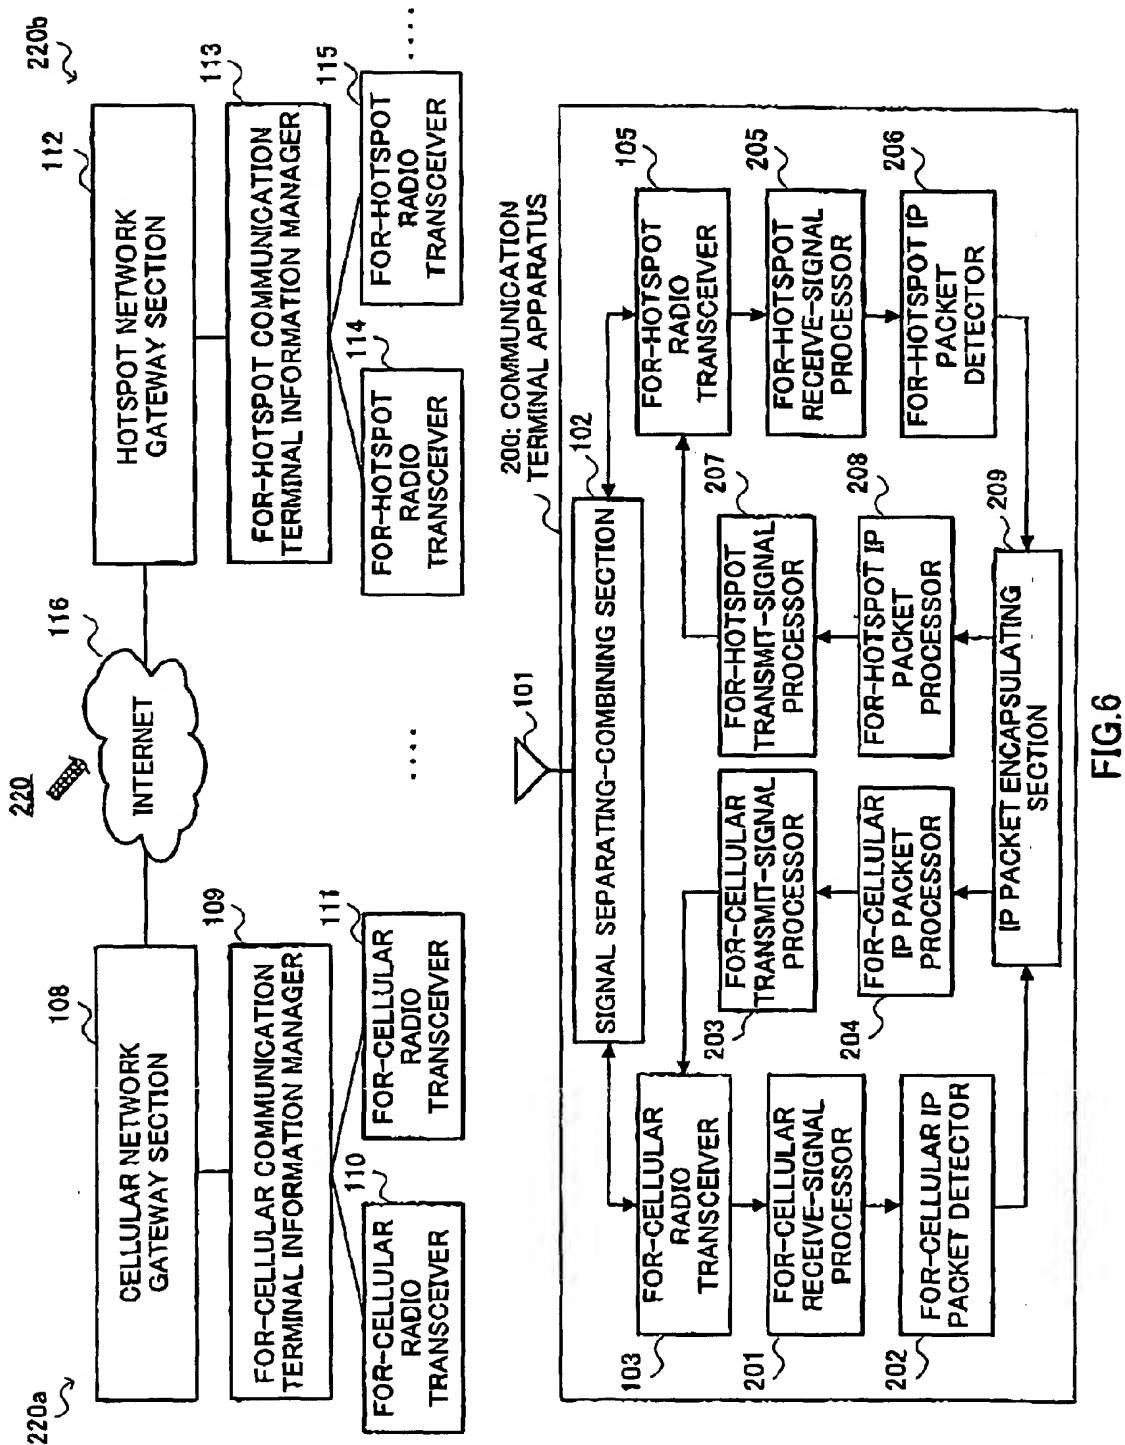 220
220a
220b
108
CELLULAR NETWORK
GATEWAY SECTION
116
INTERNET
112
HOTSPOT NETWORK
GATEWAY SECTION
109
FOR-CELLULAR COMMUNICATION
TERMINAL INFORMATION MANAGER
113
FOR-HOTSPOT COMMUNICATION
TERMINAL INFORMATION MANAGER
110
FOR-CELLULAR
RADIO
TRANSCEIVER
111
FOR-CELLULAR
RADIO
TRANSCEIVER
....
114
FOR-HOTSPOT
RADIO
TRANSCEIVER
115
FOR-HOTSPOT
RADIO
TRANSCEIVER
....
101
200: COMMUNICATION
TERMINAL APPARATUS
102
SIGNAL SEPARATING-COMBINING SECTION
103
FOR-CELLULAR
RADIO
TRANSCEIVER
105
FOR-HOTSPOT
RADIO
TRANSCEIVER
201
FOR-CELLULAR
RECEIVE-SIGNAL
PROCESSOR
203
FOR-CELLULAR
TRANSMIT-SIGNAL
PROCESSOR
207
FOR-HOTSPOT
TRANSMIT-SIGNAL
PROCESSOR
205
FOR-HOTSPOT
RECEIVE-SIGNAL
PROCESSOR
202
FOR-CELLULAR IP
PACKET DETECTOR
204
FOR-CELLULAR
IP PACKET
PROCESSOR
208
FOR-HOTSPOT IP
PACKET
PROCESSOR
206
FOR-HOTSPOT IP
PACKET
DETECTOR
209
IP PACKET ENCAPSULATING
SECTION
FIG.6